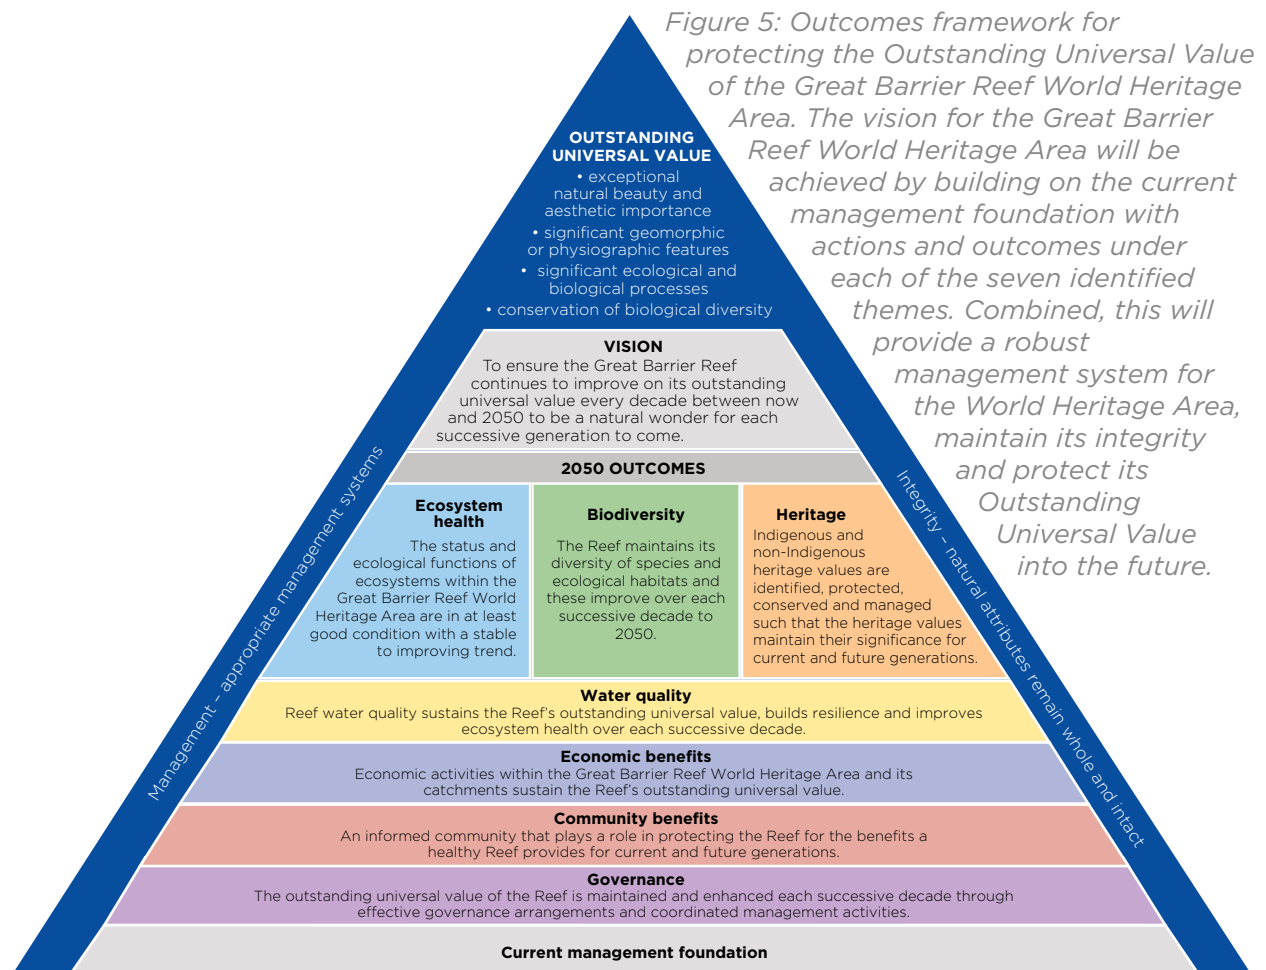 Figure 5: Outcomes framework for
protecting the Outstanding Universal Value
of the Great Barrier Reef World Heritage
Area. The vision for the Great Barrier
Reef World Heritage Area will be
achieved by building on the current
management foundation with
actions and outcomes under
each of the seven identified
themes. Combined, this will
provide a robust
management system for
the World Heritage Area,
maintain its integrity
and protect its
Outstanding
Universal Value
into the future.
OUTSTANDING
UNIVERSAL VALUE
• exceptional
natural beauty and
aesthetic importance
• significant geomorphic
or physiographic features
• significant ecological and
biological processes
• conservation of biological diversity
VISION
To ensure the Great Barrier Reef
continues to improve on its outstanding
universal value every decade between now
and 2050 to be a natural wonder for each
successive generation to come.
Management – appropriate management systems
Integrity – natural attributes remain whole and intact
2050 OUTCOMES
Ecosystem
health
The status and
ecological functions of
ecosystems within the
Great Barrier Reef World
Heritage Area are in at least
good condition with a stable
to improving trend.
Biodiversity
The Reef maintains its
diversity of species and
ecological habitats and
these improve over each
successive decade to
2050.
Heritage
Indigenous and
non-Indigenous
heritage values are
identified, protected,
conserved and managed
such that the heritage values
maintain their significance for
current and future generations.
Water quality
Reef water quality sustains the Reef’s outstanding universal value, builds resilience and improves
ecosystem health over each successive decade.
Economic benefits
Economic activities within the Great Barrier Reef World Heritage Area and its
catchments sustain the Reef’s outstanding universal value.
Community benefits
An informed community that plays a role in protecting the Reef for the benefits a
healthy Reef provides for current and future generations.
Governance
The outstanding universal value of the Reef is maintained and enhanced each successive decade through
effective governance arrangements and coordinated management activities.
Current management foundation